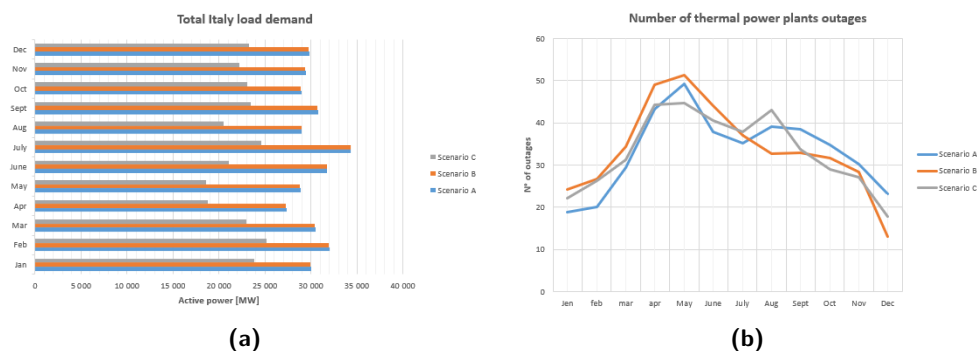 Total Italy load demand
Dec
Nov
Oct
Sept
Aug
July
June
May
Apr
Mar
Feb
Jan
0 5 000 10 000 15 000 20 000 25 000 30 000 35 000 40 000
Active power [MW]
Scenario C
Scenario B
Scenario A
(a)
Number of thermal power plants outages
60
50
40
30
20
10
0
N° of outages
Jen feb mar apr May June July Aug Sept Oct Nov Dec
Scenario A
Scenario B
Scenario C
(b)